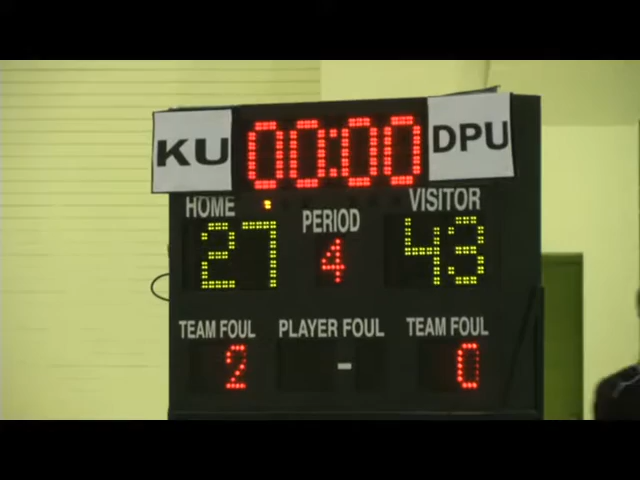 KU 00:00 DPU
HOME PERIOD VISITOR
27 4 43
TEAM FOUL PLAYER FOUL TEAM FOUL
2 - 0